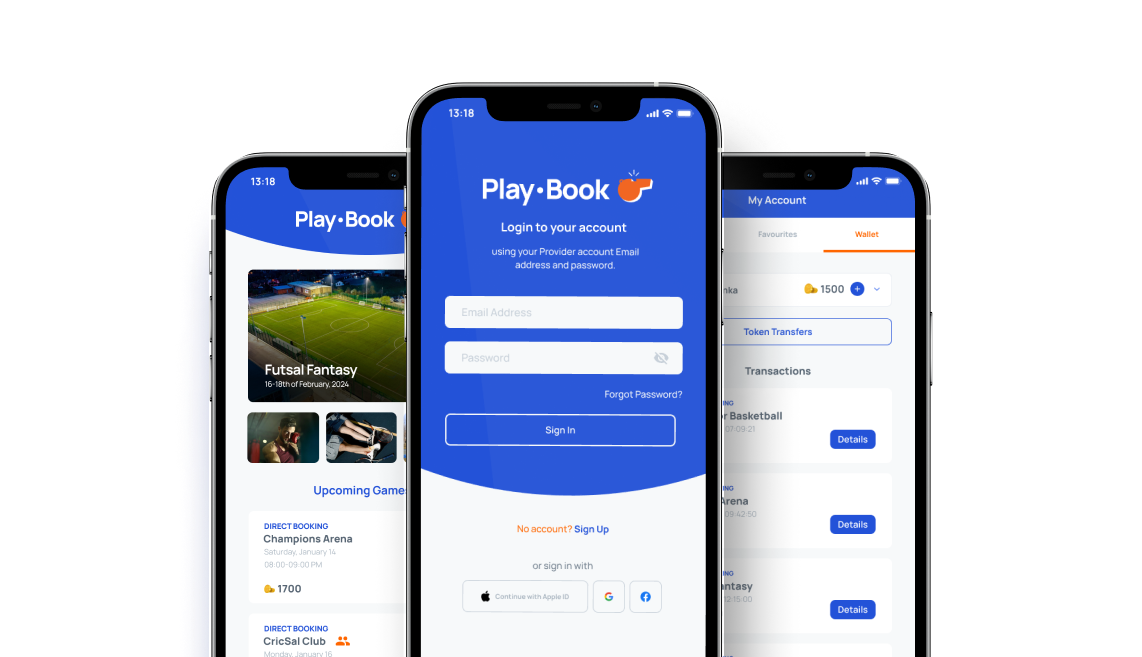 13:18
Play•Book
Futsal Fantasy
16-18th of February, 2024
Upcoming Game
DIRECT BOOKING
Champions Arena
Saturday, January 14
08:00-09:00 PM
1700
DIRECT BOOKING
CricSal Club
Monday, January 16
13:18
Play•Book
Login to your account
using your Provider account Email
address and password.
Email Address
Password
Forgot Password?
Sign In
No account? Sign Up
or sign in with
Continue with Apple ID
G
My Account
Favourites
Wallet
nka
1500
Token Transfers
Transactions
NG
r Basketball
07:09:21
Details
NG
Arena
09:42:50
Details
NG
antasy
12:15:00
Details